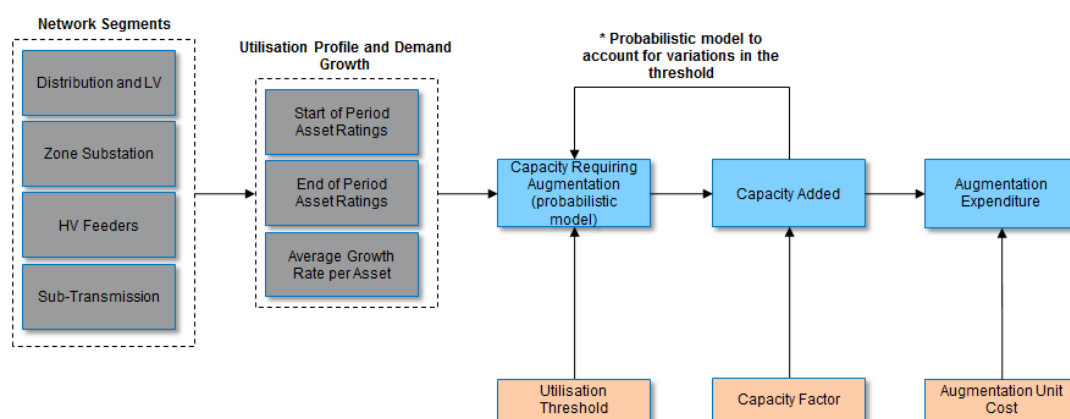 Network Segments
Distribution and LV
Zone Substation
HV Feeders
Sub-Transmission
Utilisation Profile and Demand
Growth
Start of Period
Asset Ratings
End of Period
Asset Ratings
Average Growth
Rate per Asset
* Probabilistic model to
account for variations in the
threshold
Capacity Requiring
Augmentation
(probabilistic
model)
Capacity Added
Augmentation
Expenditure
Utilisation
Threshold
Capacity Factor
Augmentation Unit
Cost